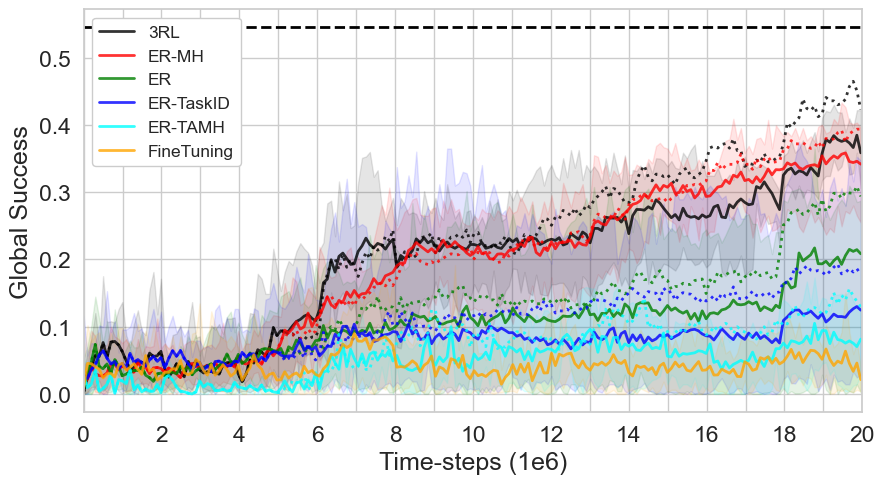 3RL
ER-MH
ER
ER-TaskID
ER-TAMH
FineTuning
Global Success
0.5
0.4
0.3
0.2
0.1
0.0
0 2 4 6 8 10 12 14 16 18 20
Time-steps (1e6)